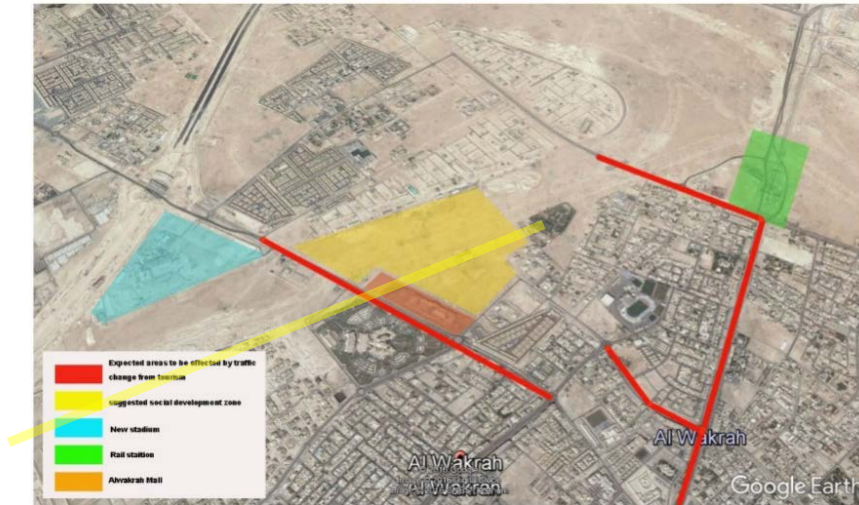 Expected areas to be effected by traffic
change from tourism
suggested social development zone
New stadium
Rail staition
Alwakrah Mall
Al Wakrah
Al Wakrah
Al Wakrah
Google Earth